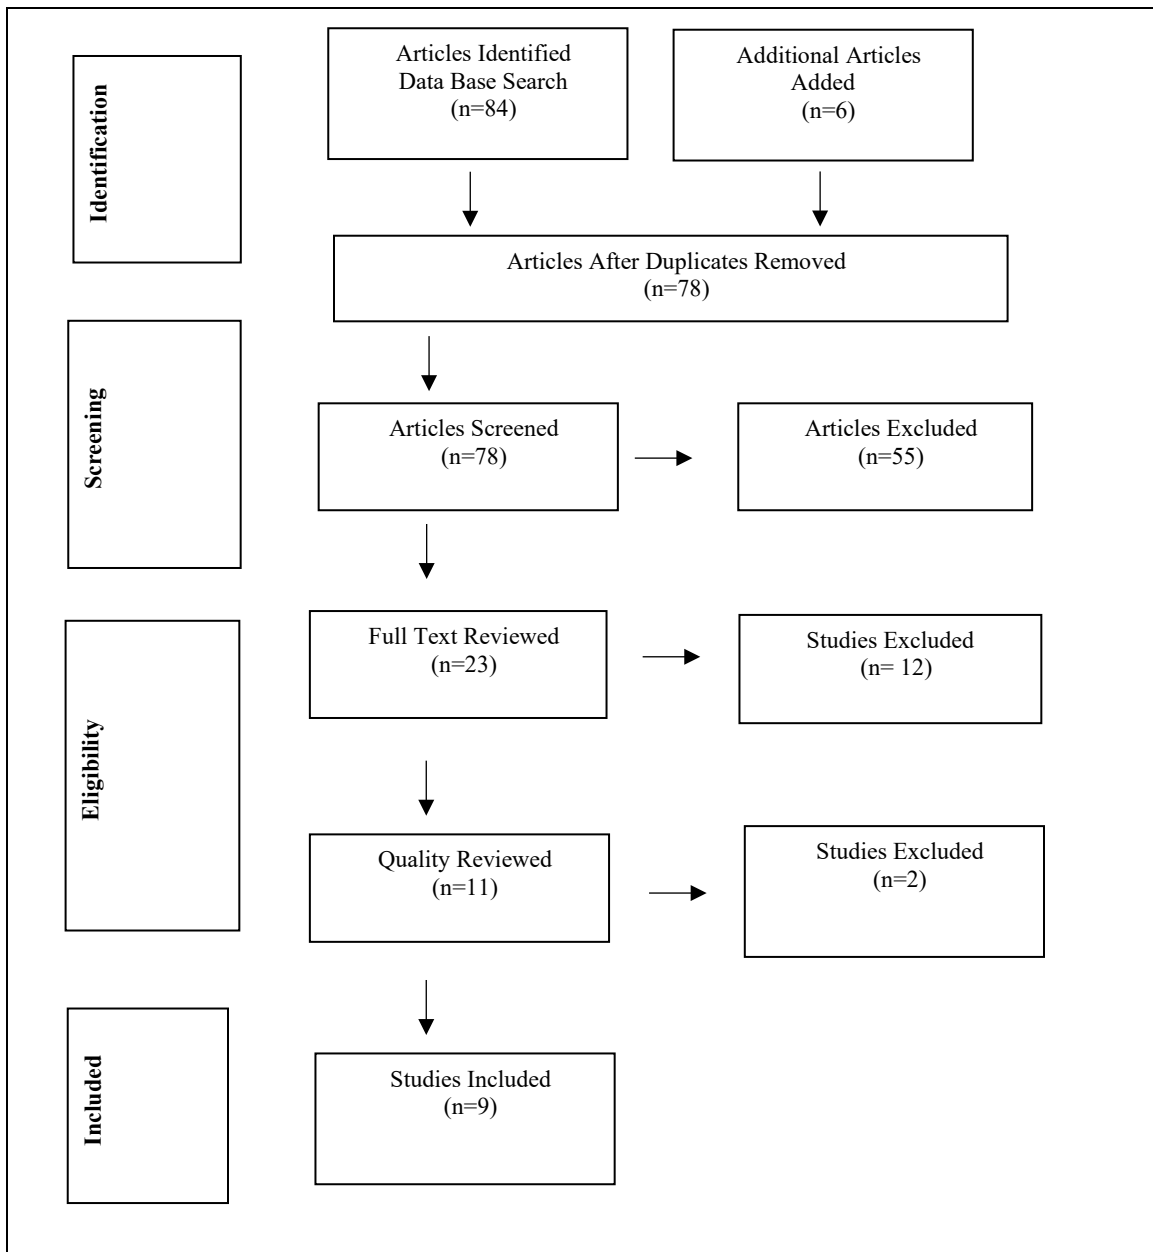 Identification
Articles Identified
Data Base Search
(n=84)
Additional Articles
Added
(n=6)
Articles After Duplicates Removed
(n=78)
Screening
Articles Screened
(n=78)
Articles Excluded
(n=55)
Eligibility
Full Text Reviewed
(n=23)
Studies Excluded
(n= 12)
Quality Reviewed
(n=11)
Studies Excluded
(n=2)
Included
Studies Included
(n=9)